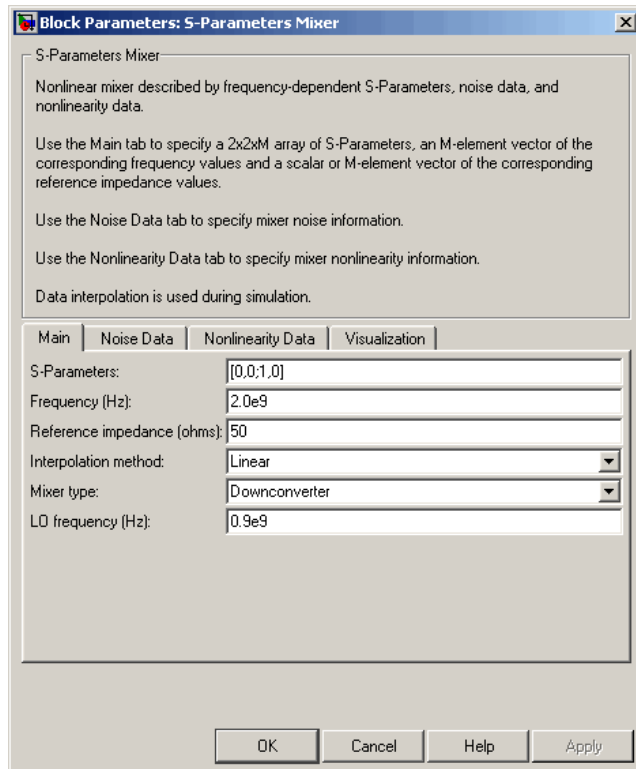 Block Parameters: S-Parameters Mixer
S-Parameters Mixer
Nonlinear mixer described by frequency-dependent S-Parameters, noise data, and
nonlinearity data.
Use the Main tab to specify a 2x2xM array of S-Parameters, an M-element vector of the
corresponding frequency values and a scalar or M-element vector of the corresponding
reference impedance values.
Use the Noise Data tab to specify mixer noise information.
Use the Nonlinearity Data tab to specify mixer nonlinearity information.
Data interpolation is used during simulation.
Main Noise Data Nonlinearity Data Visualization
S-Parameters: [0,0;1,0]
Frequency (Hz): 2.0e9
Reference impedance (ohms): 50
Interpolation method: Linear
Mixer type: Downconverter
LO frequency (Hz): 0.9e9
OK Cancel Help Apply